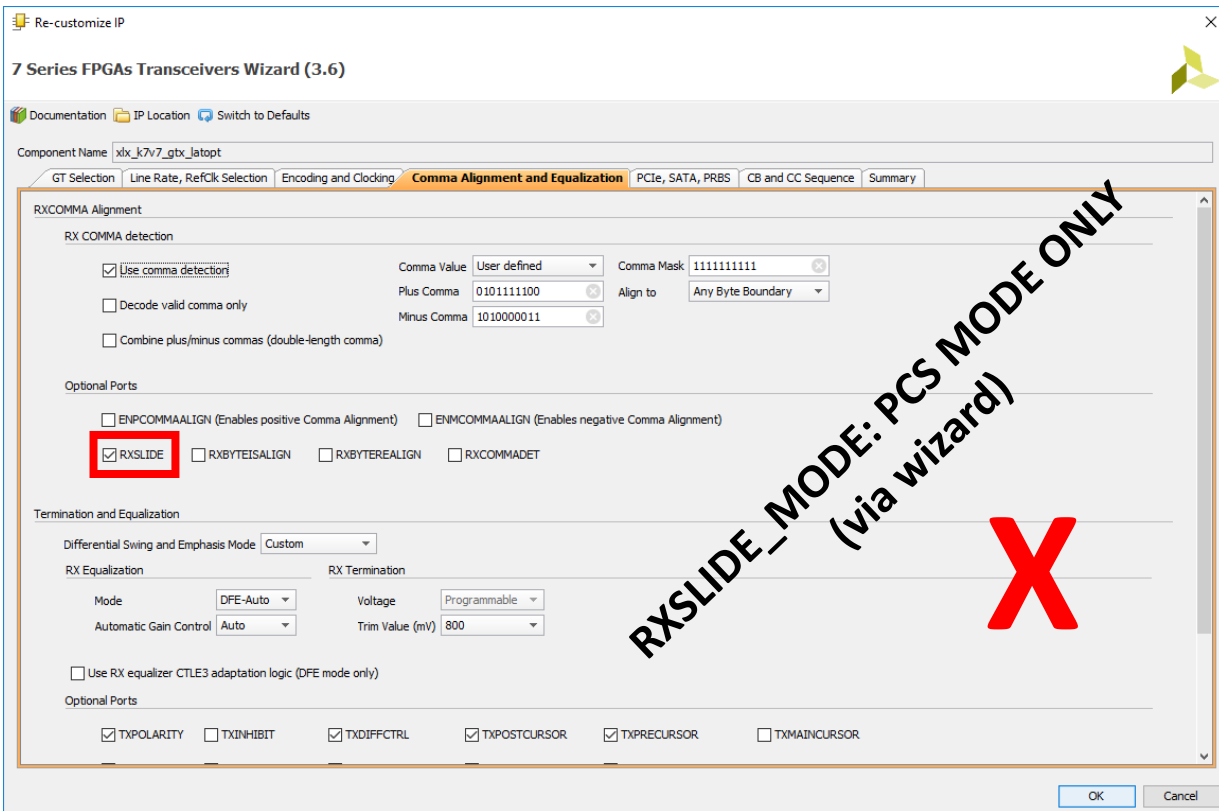 Re-customize IP
7 Series FPGAs Transceivers Wizard (3.6)
Documentation IP Location Switch to Defaults
Component Name xlx_k7v7_gtx_latopt
GT Selection Line Rate, RefClk Selection Encoding and Clocking Comma Alignment and Equalization PCIe, SATA, PRBS CB and CC Sequence Summary
RXCOMMA Alignment
RX COMMA detection
Use comma detection Comma Value User defined Comma Mask 1111111111
Decode valid comma only Plus Comma 0101111100 Align to Any Byte Boundary
Minus Comma 1010000011
Combine plus/minus commas (double-length comma)
Optional Ports
ENPCOMMAALIGN (Enables positive Comma Alignment) ENMCOMMAALIGN (Enables negative Comma Alignment)
RXSLIDE RXBYTEISALIGN RXBYTEREALIGN RXCOMMADET
RXSLIDE_MODE: PCS MODE ONLY
(via wizard)
X
Termination and Equalization
Differential Swing and Emphasis Mode Custom
RX Equalization RX Termination
Mode DFE-Auto Voltage Programmable
Automatic Gain Control Auto Trim Value (mV) 800
Use RX equalizer CTLE3 adaptation logic (DFE mode only)
Optional Ports
TXPOLARITY TXINHIBIT TXDIFFCTRL TXPOSTCURSOR TXPRECURSOR TXMAINCURSOR
OK Cancel